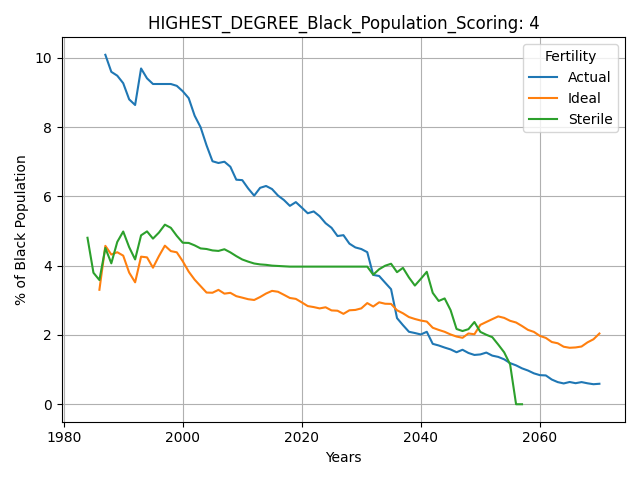 HIGHEST_DEGREE_Black_Population_Scoring: 4
% of Black Population
10
8
6
4
2
0
Fertility
Actual
Ideal
Sterile
1980
2000
2020
2040
2060
Years